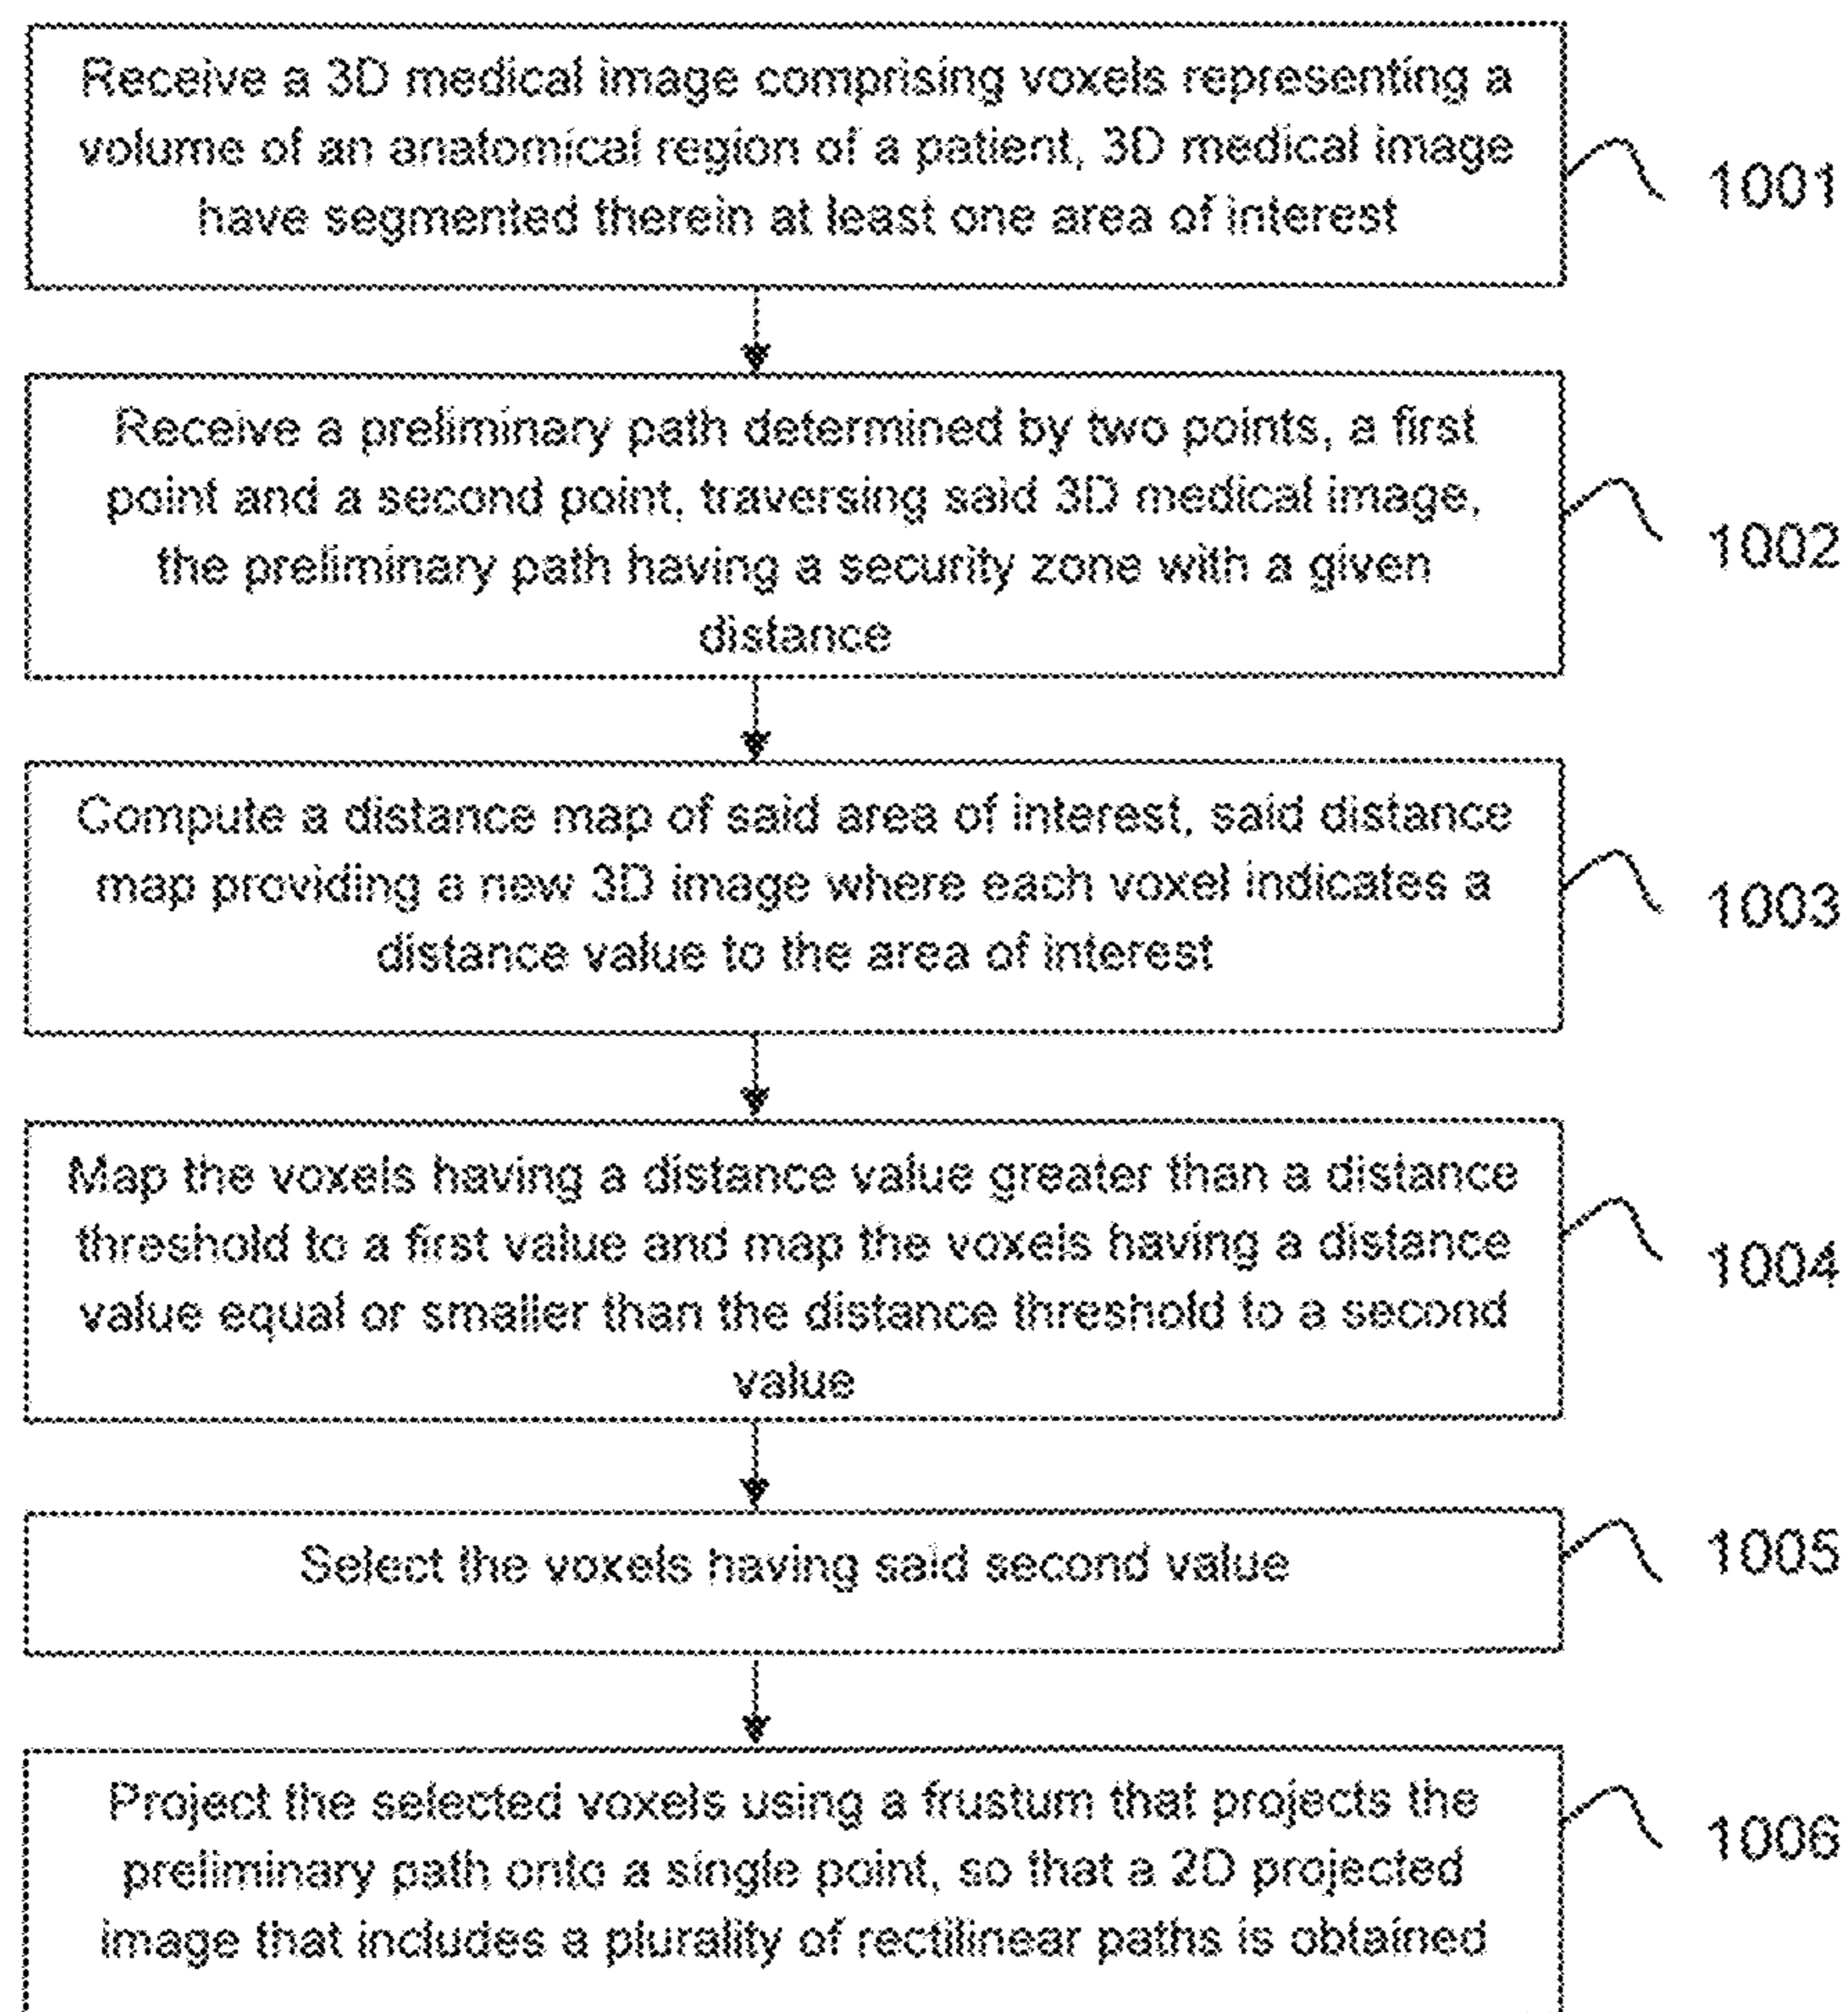 Receive a 3D medical image comprising voxels representing a
volume of an anatomical region of a patient, 3D medical image
have segmented therein at least one area of interest
1001
Receive a preliminary path determined by two points, a first
point and a second point, traversing said 3D medical image,
the preliminary path having a security zone with a given
distance
1002
Compute a distance map of said area of interest, said distance
map providing a new 3D image where each voxel indicates a
distance value to the area of interest
1003
Map the voxels having a distance value greater than a distance
threshold to a first value and map the voxels having a distance
value equal or smaller than the distance threshold to a second
value
1004
Select the voxels having said second value
1005
Project the selected voxels using a frustum that projects the
preliminary path onto a single point, so that a 2D projected
image that includes a plurality of rectilinear paths is obtained
1006